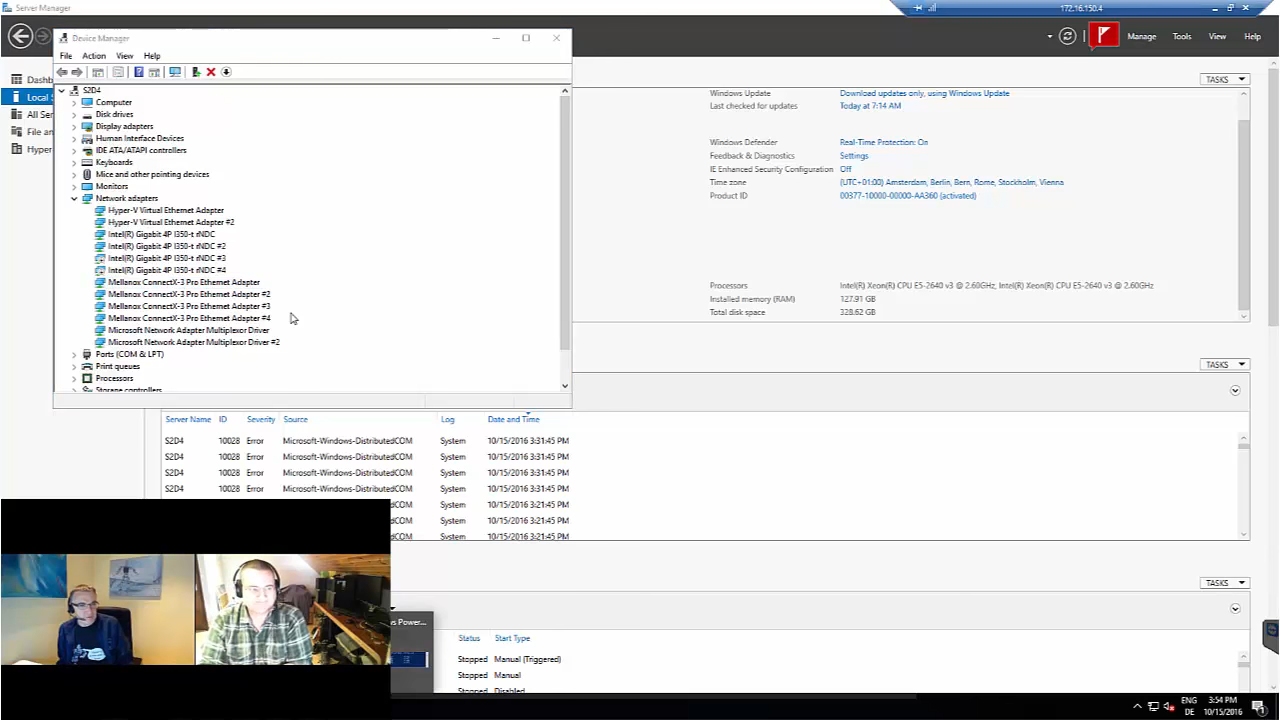 Server Manager
172.16.150.4
Manage
Tools
View
Help
Device Manager
File
Action
View
Help
S2D4
Computer
Disk drives
Display adapters
Human Interface Devices
IDE ATA/ATAPI controllers
Keyboards
Mice and other pointing devices
Monitors
Network adapters
Hyper-V Virtual Ethernet Adapter
Hyper-V Virtual Ethernet Adapter #2
Intel(R) Gigabit 4P I350-t rNDC
Intel(R) Gigabit 4P I350-t rNDC #2
Intel(R) Gigabit 4P I350-t rNDC #3
Intel(R) Gigabit 4P I350-t rNDC #4
Mellanox ConnectX-3 Pro Ethernet Adapter
Mellanox ConnectX-3 Pro Ethernet Adapter #2
Mellanox ConnectX-3 Pro Ethernet Adapter #3
Mellanox ConnectX-3 Pro Ethernet Adapter #4
Microsoft Network Adapter Multiplexor Driver
Microsoft Network Adapter Multiplexor Driver #2
Ports (COM & LPT)
Print queues
Processors
Storage controllers
Dashb
Local S
All Ser
File an
Hyper
TASKS
Windows Update Download updates only, using Windows Update
Last checked for updates Today at 7:14 AM
Windows Defender Real-Time Protection: On
Feedback & Diagnostics Settings
IE Enhanced Security Configuration Off
Time zone (UTC+01:00) Amsterdam, Berlin, Bern, Rome, Stockholm, Vienna
Product ID 00377-10000-00000-AA360 (activated)
Processors Intel(R) Xeon(R) CPU E5-2640 v3 @ 2.60GHz, Intel(R) Xeon(R) CPU E5-2640 v3 @ 2.60GHz
Installed memory (RAM) 127.91 GB
Total disk space 328.62 GB
TASKS
Server Name ID Severity Source Log Date and Time
S2D4 10028 Error Microsoft-Windows-DistributedCOM System 10/15/2016 3:31:45 PM
S2D4 10028 Error Microsoft-Windows-DistributedCOM System 10/15/2016 3:31:45 PM
S2D4 10028 Error Microsoft-Windows-DistributedCOM System 10/15/2016 3:31:45 PM
S2D4 10028 Error Microsoft-Windows-DistributedCOM System 10/15/2016 3:31:45 PM
-DistributedCOM System 10/15/2016 3:21:45 PM
-DistributedCOM System 10/15/2016 3:21:45 PM
-DistributedCOM System 10/15/2016 3:21:45 PM
TASKS
ws Power...
Status Start Type
Stopped Manual (Triggered)
Stopped Manual
Stopped Disabled
ENG 3:54 PM
DE 10/15/2016